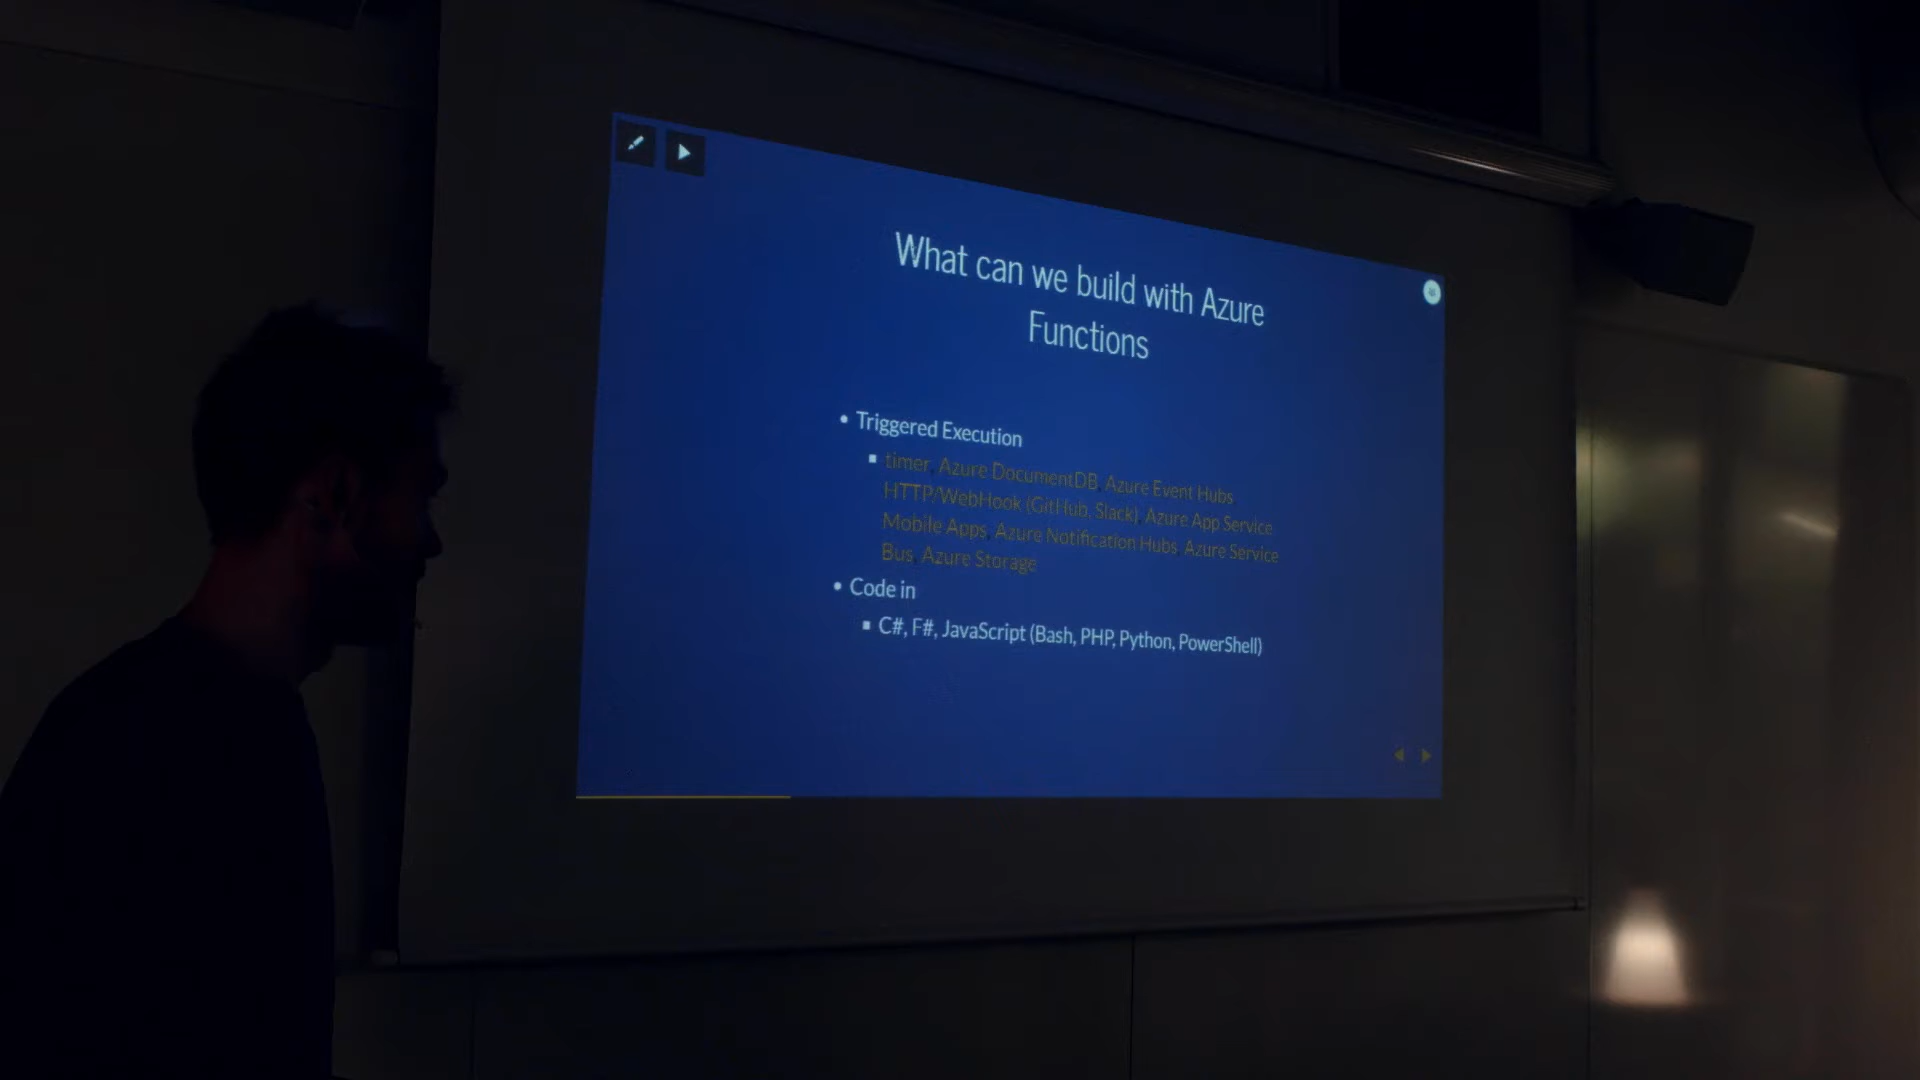 What can we build with Azure
Functions
• Triggered Execution
▪ timer, Azure DocumentDB, Azure Event Hubs
HTTP/WebHook (GitHub, Slack), Azure App Service
Mobile Apps, Azure Notification Hubs, Azure Service
Bus, Azure Storage
• Code in
▪ C#, F#, JavaScript (Bash, PHP, Python, PowerShell)